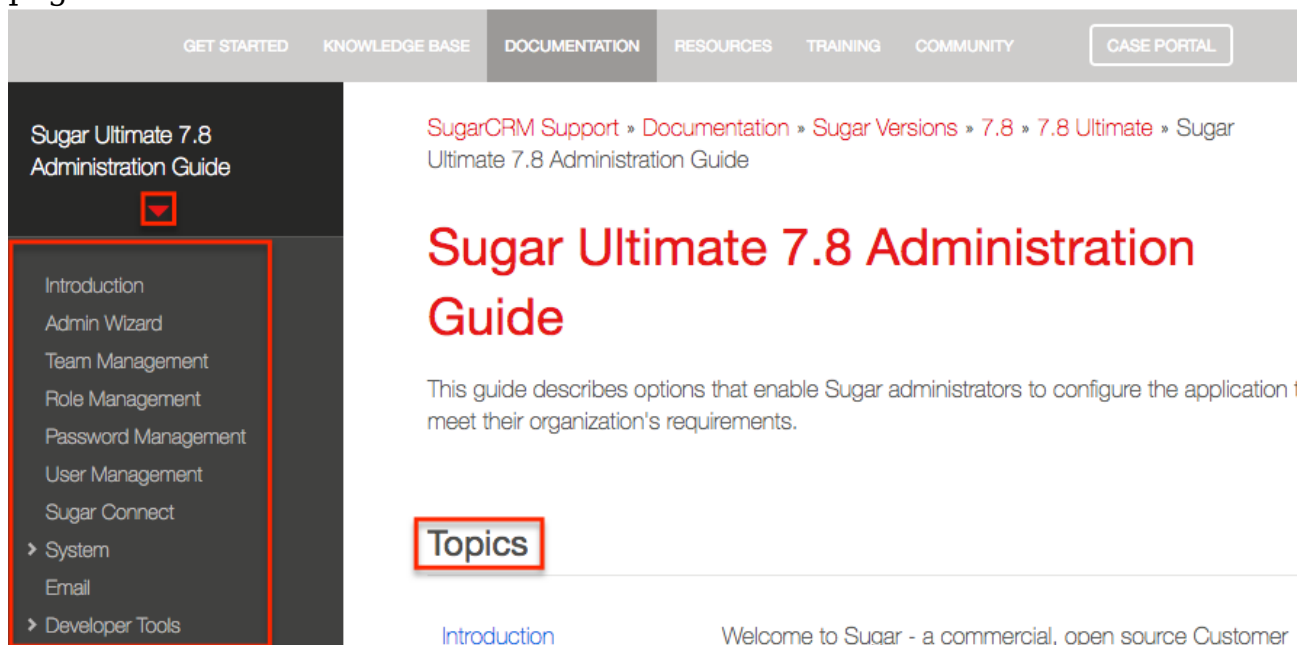 GET STARTED KNOWLEDGE BASE DOCUMENTATION RESOURCES TRAINING COMMUNITY CASE PORTAL
Sugar Ultimate 7.8
Administration Guide
Introduction
Admin Wizard
Team Management
Role Management
Password Management
User Management
Sugar Connect
System
Email
Developer Tools
SugarCRM Support » Documentation » Sugar Versions » 7.8 » 7.8 Ultimate » Sugar
Ultimate 7.8 Administration Guide
Sugar Ultimate 7.8 Administration
Guide
This guide describes options that enable Sugar administrators to configure the application
meet their organization's requirements.
Topics
Introduction Welcome to Sugar - a commercial, open source Customer